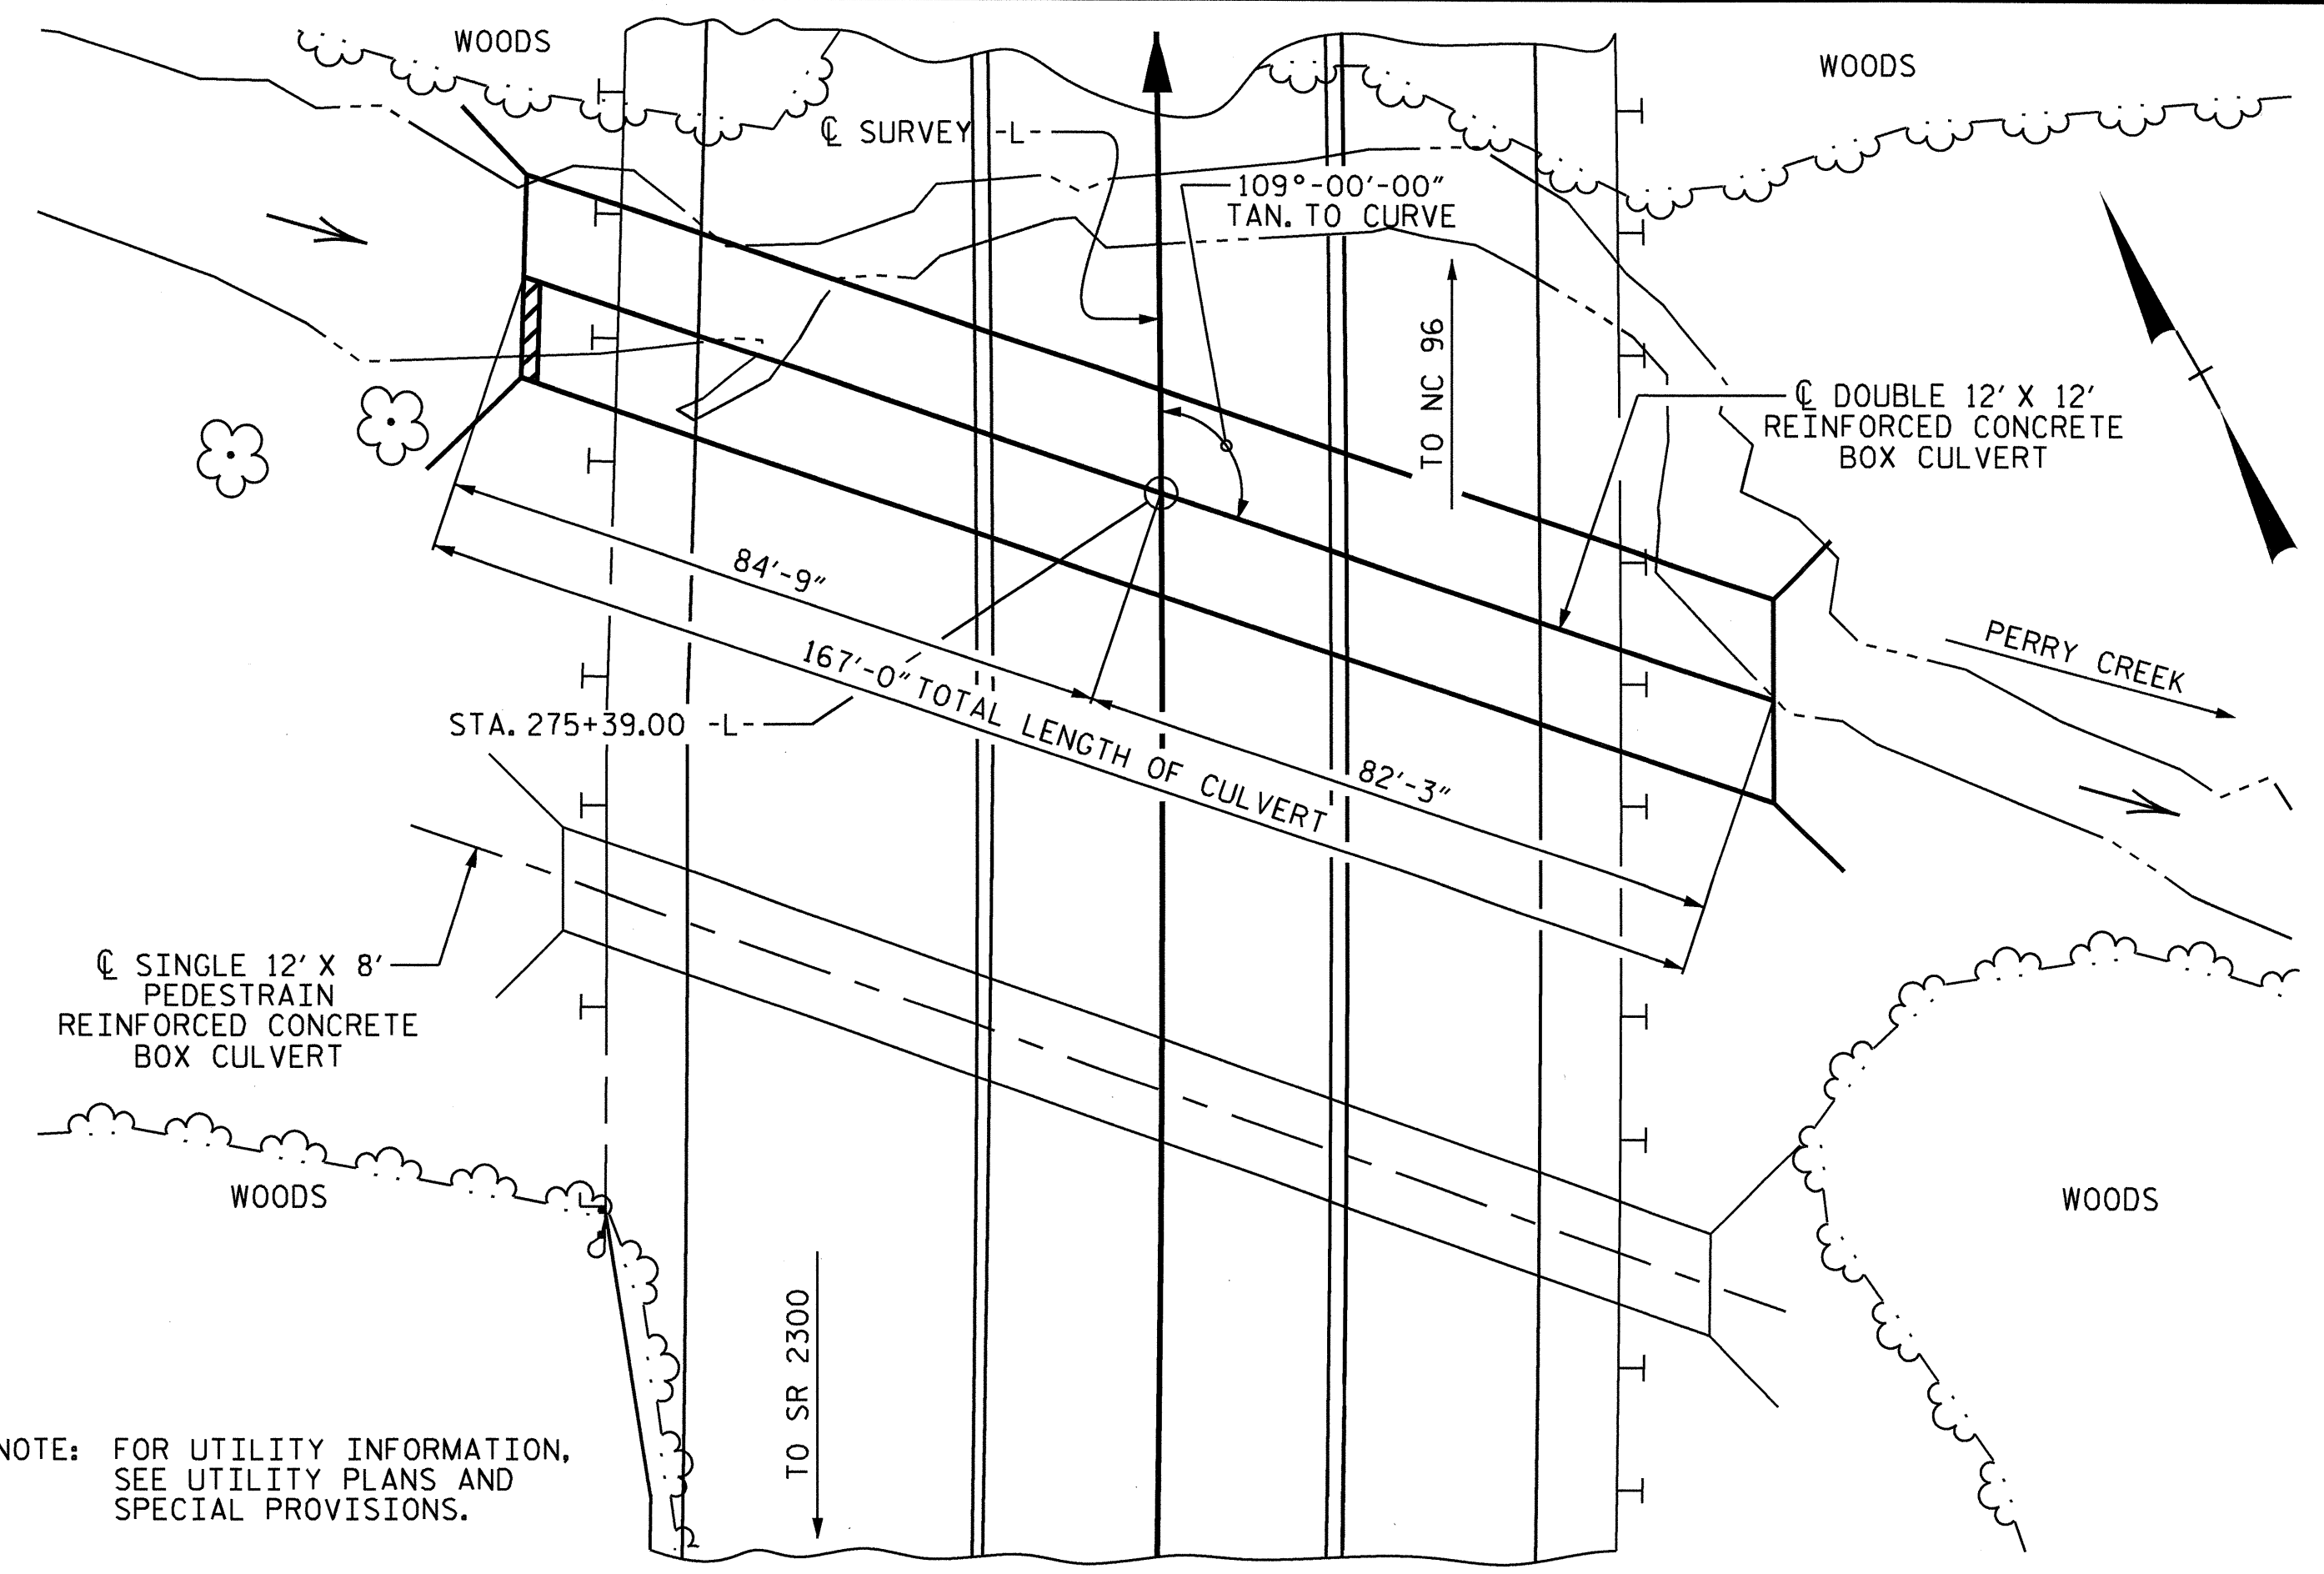 WOODS
WOODS
℄ SURVEY -L-
109°-00'-00"
TAN. TO CURVE
TO NC 96
℄ DOUBLE 12' X 12'
REINFORCED CONCRETE
BOX CULVERT
84'-9"
167'-0" TOTAL LENGTH OF CULVERT
82'-3"
PERRY CREEK
STA. 275+39.00 -L-
℄ SINGLE 12' X 8'
PEDESTRAIN
REINFORCED CONCRETE
BOX CULVERT
WOODS
WOODS
TO SR 2300
NOTE: FOR UTILITY INFORMATION,
SEE UTILITY PLANS AND
SPECIAL PROVISIONS.